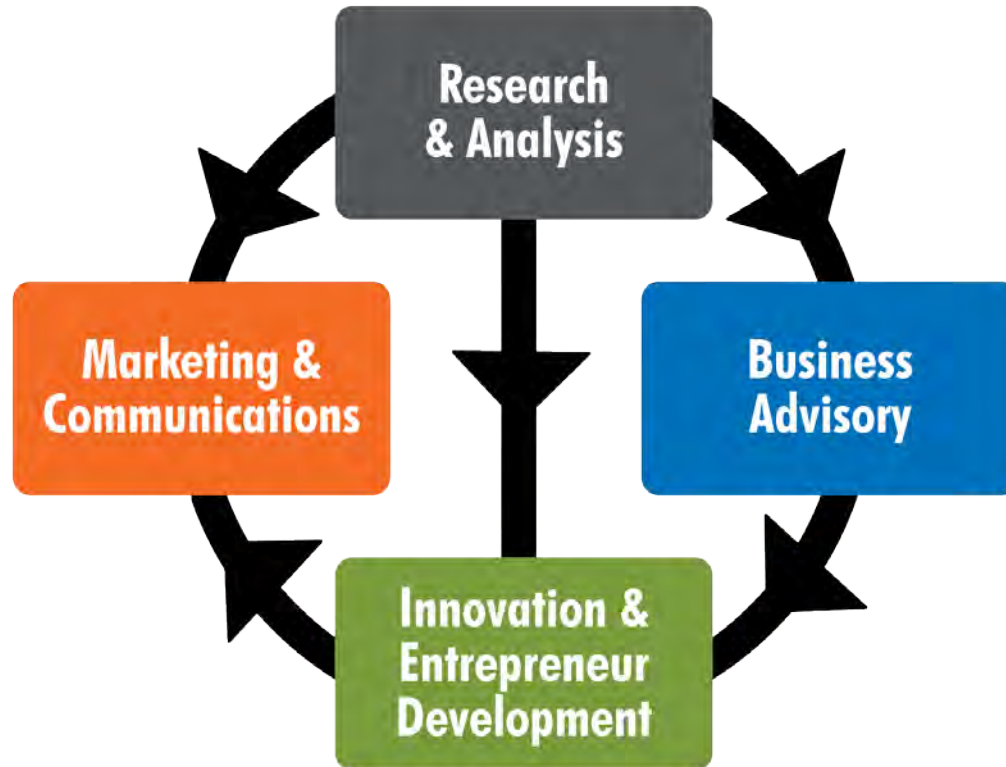 Research
& Analysis
Marketing &
Communications
Business
Advisory
Innovation &
Entrepreneur
Development